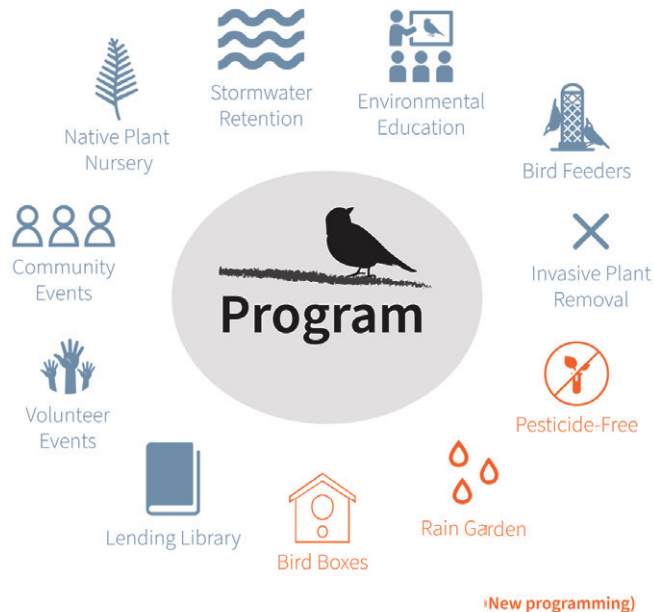 Stormwater
Retention
Environmental
Education
Native Plant
Nursery
Bird Feeders
Community
Events
Program
Invasive Plant
Removal
Volunteer
Events
Pesticide-Free
Lending Library
Bird Boxes
Rain Garden
New programming)